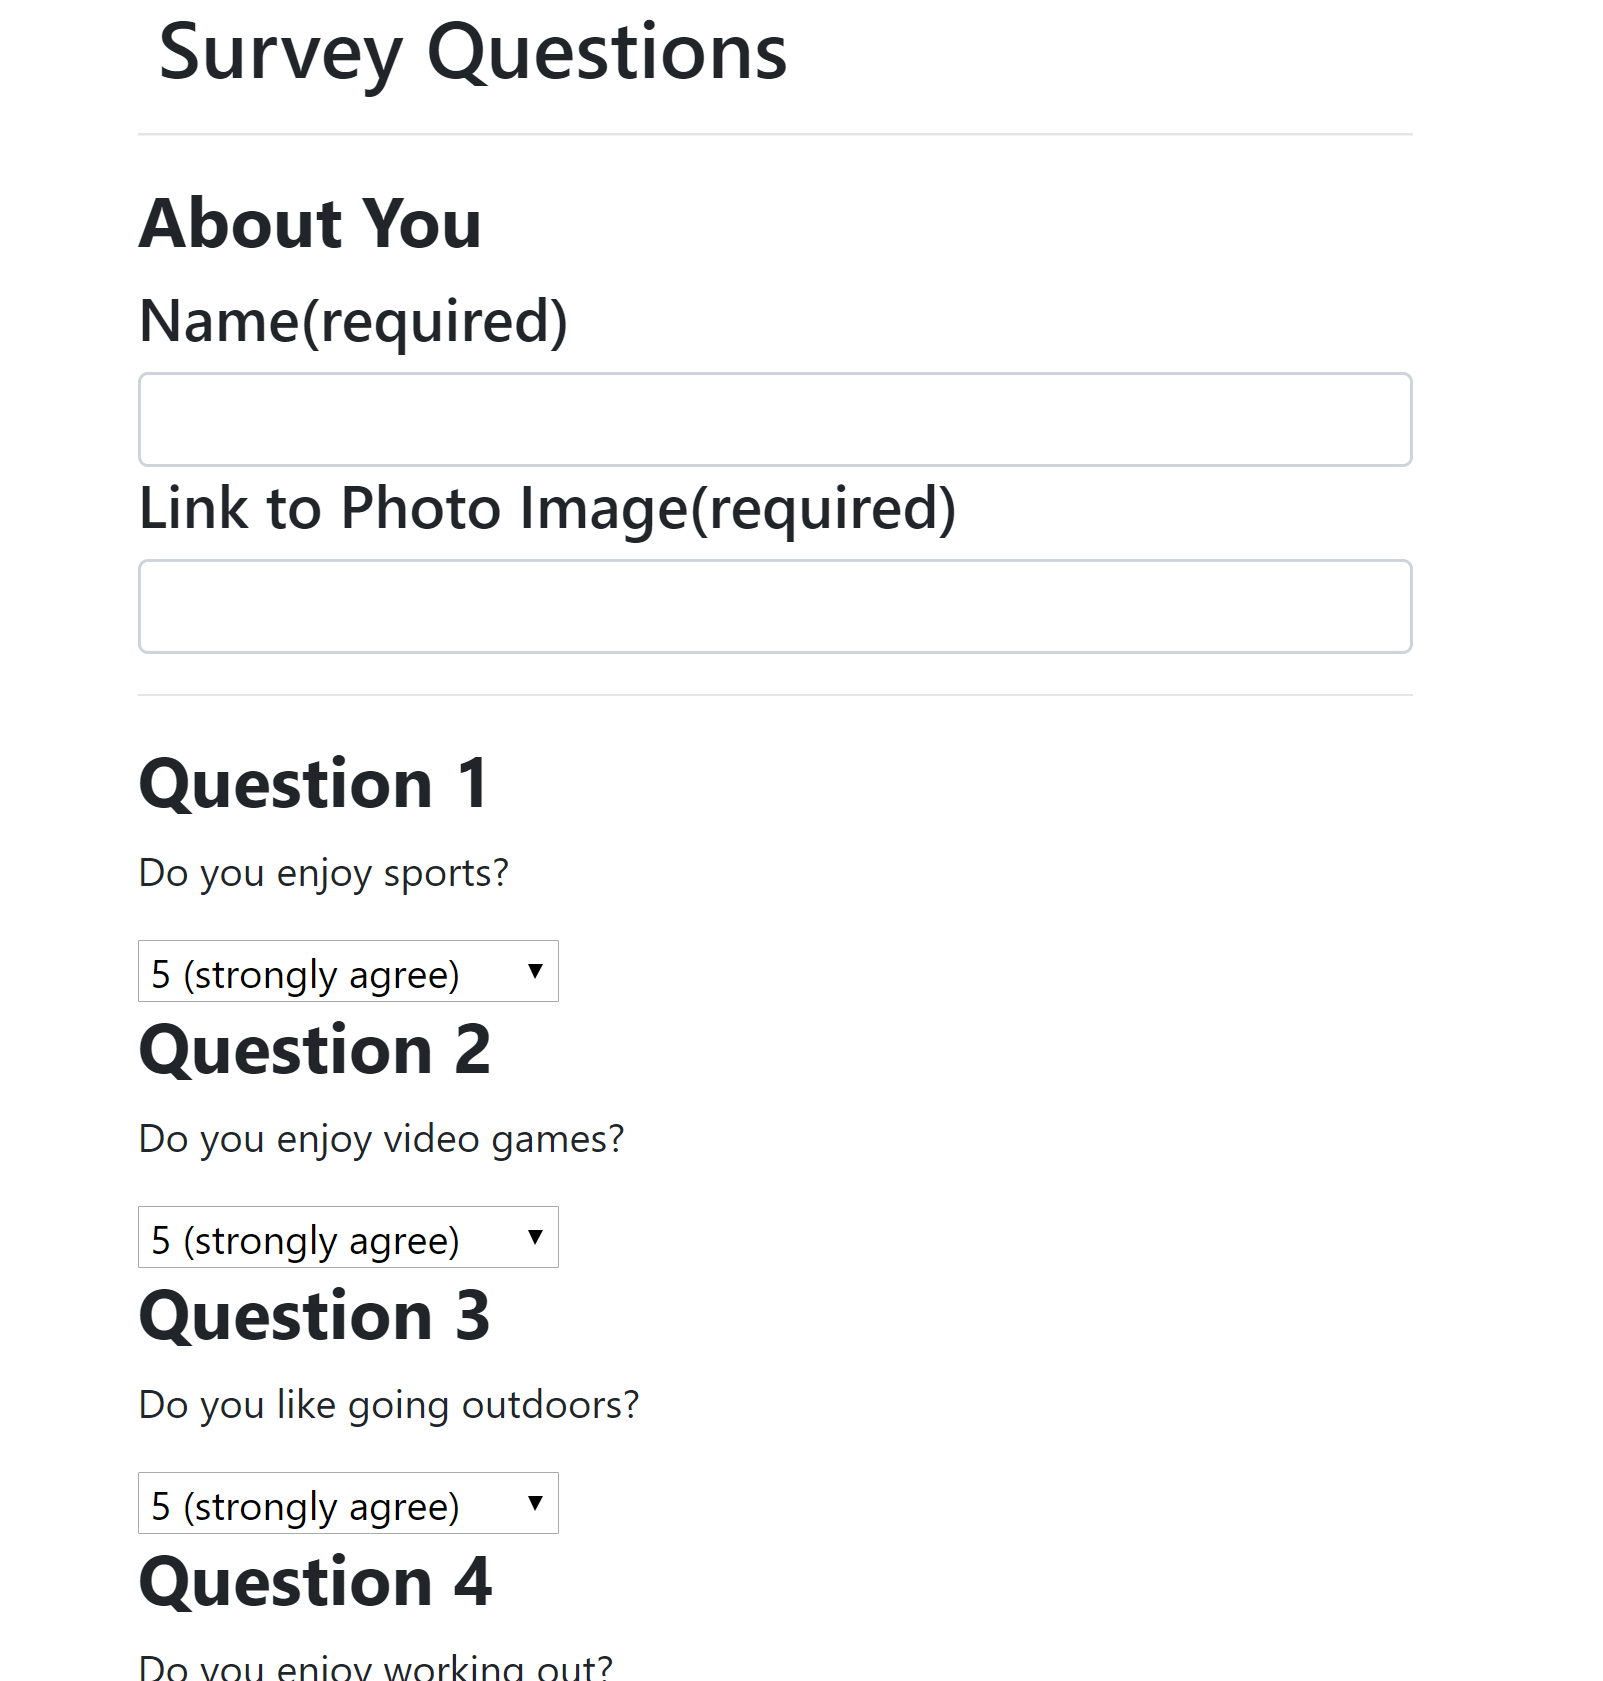 Survey Questions
About You
Name(required)
Link to Photo Image(required)
Question 1
Do you enjoy sports?
5 (strongly agree)
Question 2
Do you enjoy video games?
5 (strongly agree)
Question 3
Do you like going outdoors?
5 (strongly agree)
Question 4
Do you enjoy working out?